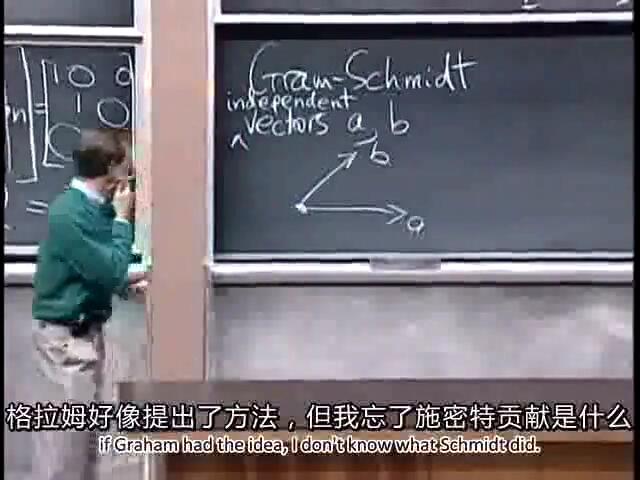 Gram-Schmidt
independent
vectors a, b
b
a
n] = [1 0 0
1 0
0
=
格拉姆好像提出了方法，但我忘了施密特贡献是什么
if Graham had the idea, I don't know what Schmidt did.